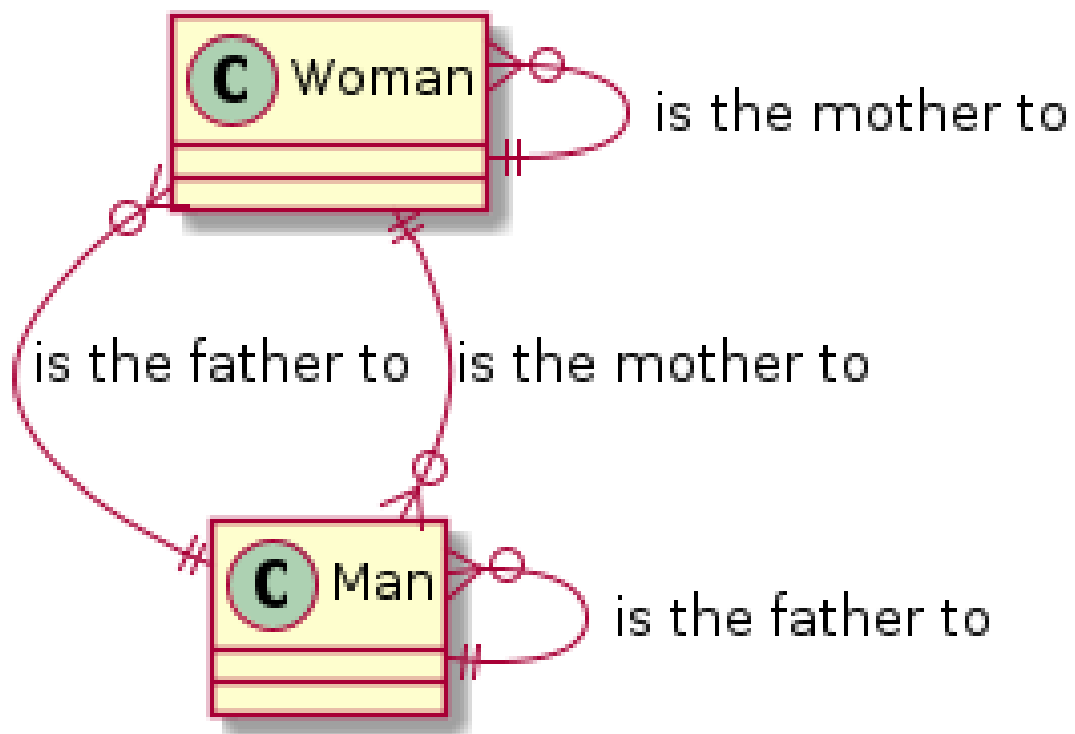 C Woman
is the mother to
is the father to
is the mother to
C Man
is the father to